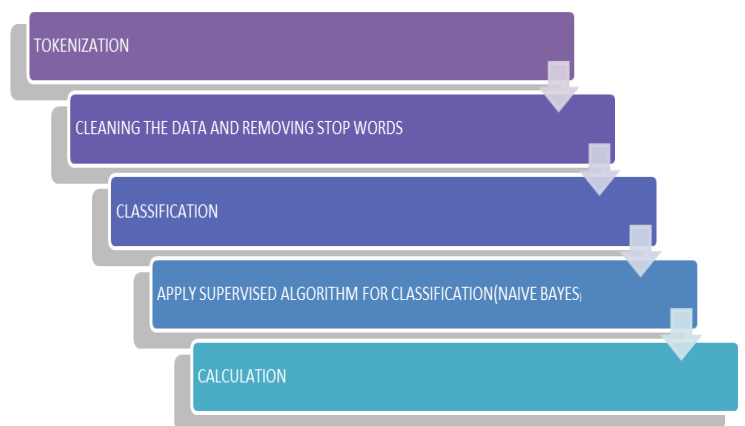 TOKENIZATION
CLEANING THE DATA AND REMOVING STOP WORDS
CLASSIFICATION
APPLY SUPERVISED ALGORITHM FOR CLASSIFICATION(NAIVE BAYES)
CALCULATION